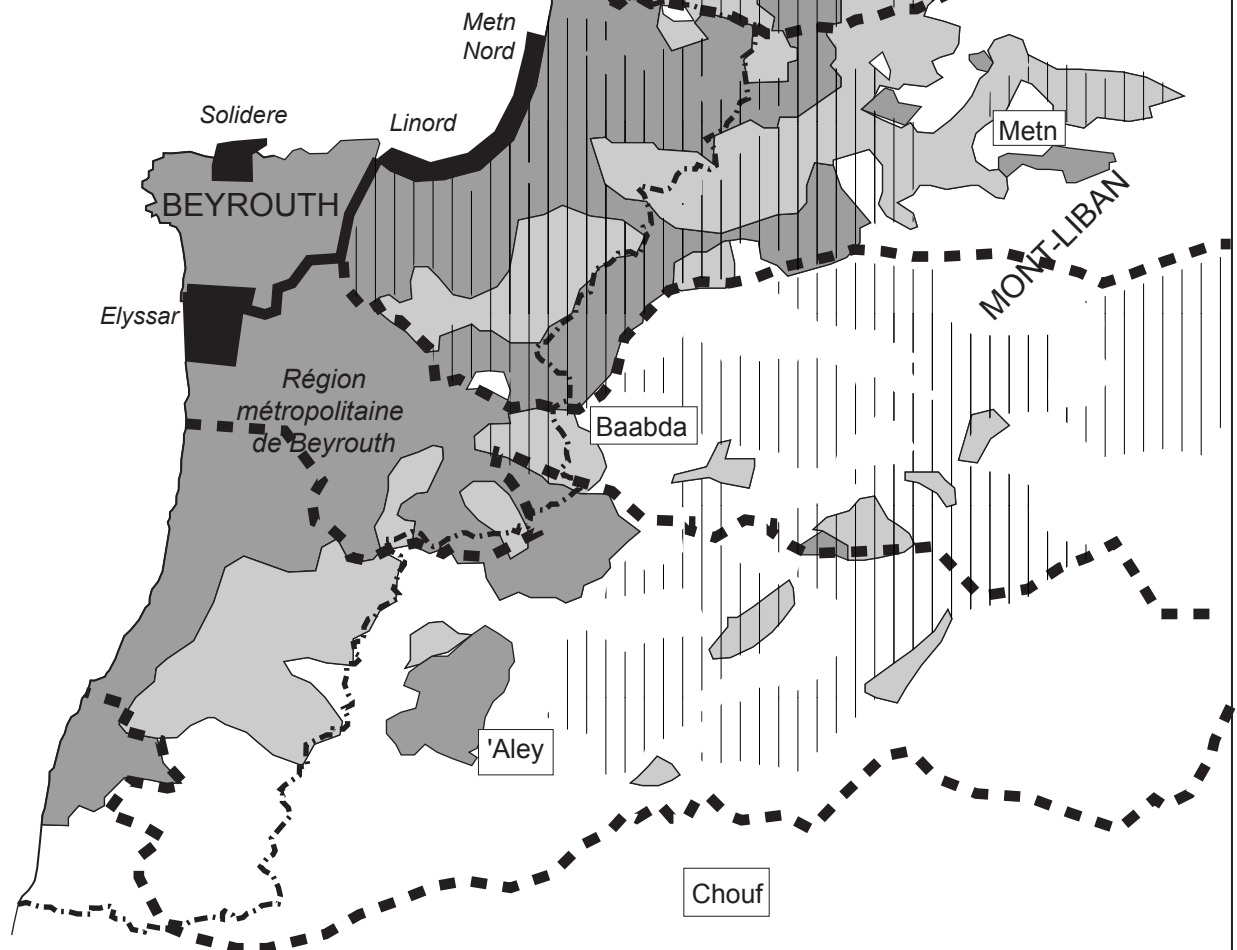 Metn
Nord
Solidere
Linord
Metn
BEYROUTH
MONT-LIBAN
Elyssar
Région
métropolitaine
de Beyrouth
Baabda
'Aley
Chouf